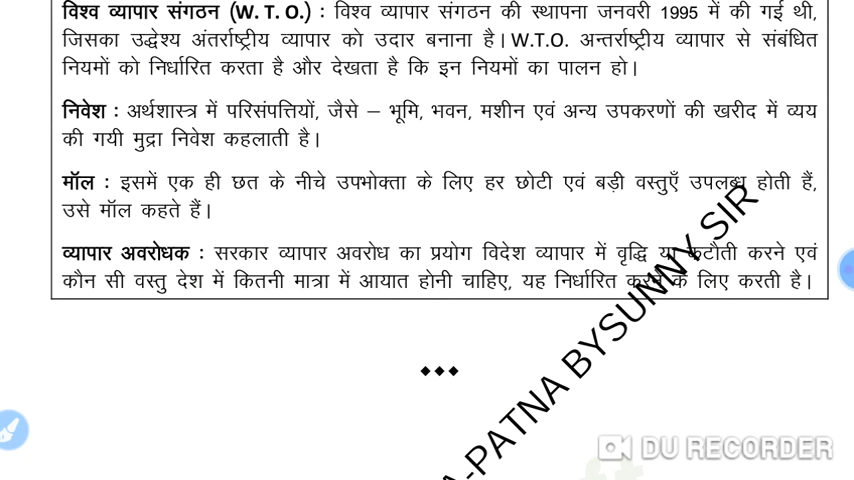 विश्व व्यापार संगठन (W. T. O.) : विश्व व्यापार संगठन की स्थापना जनवरी 1995 में की गई थी,
जिसका उद्धेश्य अंतर्राष्ट्रीय व्यापार को उदार बनाना है। W.T.O. अन्तर्राष्ट्रीय व्यापार से संबंधित
नियमों को निर्धारित करता है और देखता है कि इन नियमों का पालन हो।
निवेश : अर्थशास्त्र में परिसंपत्तियों, जैसे – भूमि, भवन, मशीन एवं अन्य उपकरणों की खरीद में व्यय
की गयी मुद्रा निवेश कहलाती है।
मॉल : इसमें एक ही छत के नीचे उपभोक्ता के लिए हर छोटी एवं बड़ी वस्तुएँ उपलब्ध होती हैं,
उसे मॉल कहते हैं।
व्यापार अवरोधक : सरकार व्यापार अवरोध का प्रयोग विदेश व्यापार में वृद्धि या कटौती करने एवं
कौन सी वस्तु देश में कितनी मात्रा में आयात होनी चाहिए, यह निर्धारित करने के लिए करती है।
A-PATNA BYSUNNY SIR
DU RECORDER